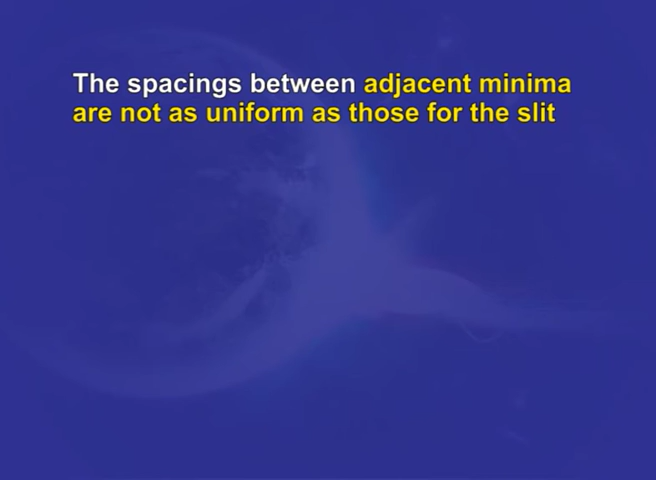 The spacings between adjacent minima
are not as uniform as those for the slit